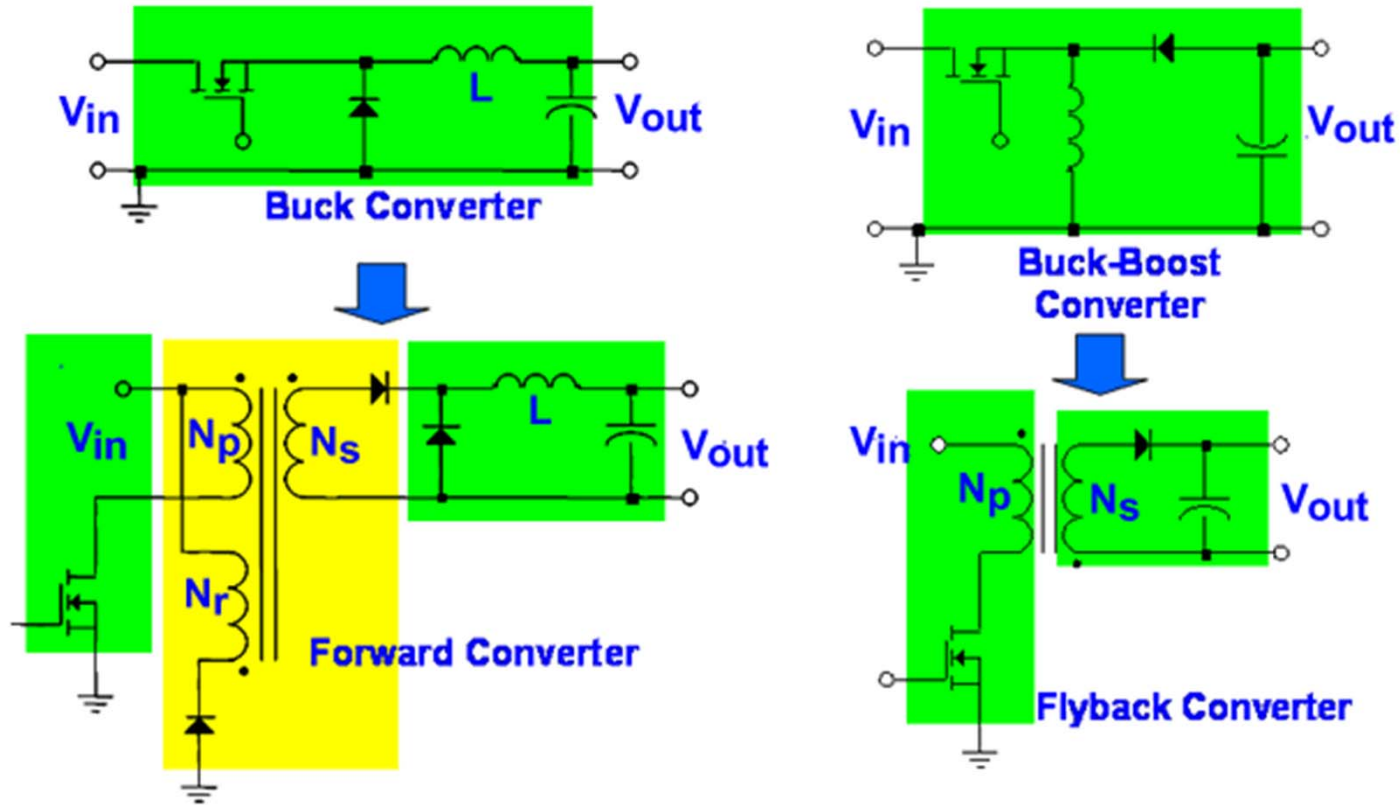 Vin
L
Vout
Buck Converter
Vin
Vout
Buck-Boost
Converter
Vin
Np
Ns
L
Vout
Nr
Forward Converter
Vin
Np
Ns
Vout
Flyback Converter